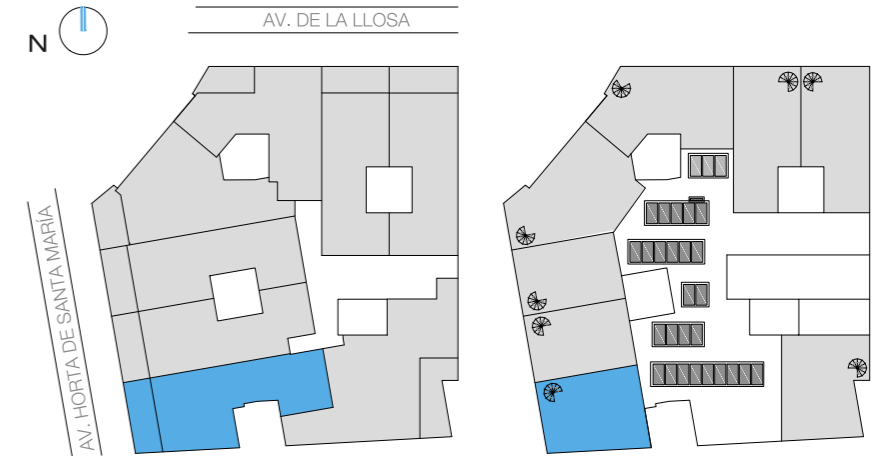 AV. DE LA LLOSA
N
AV. HORTA DE SANTA MARÍA